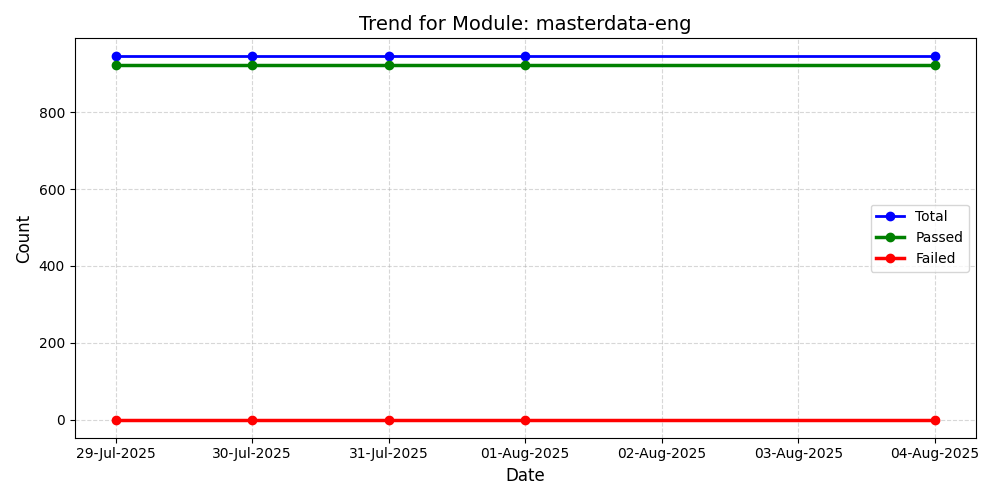 Trend for Module: masterdata-eng
800
600
400
200
0
Count
Total
Passed
Failed
29-Jul-2025
30-Jul-2025
31-Jul-2025
01-Aug-2025
02-Aug-2025
03-Aug-2025
04-Aug-2025
Date